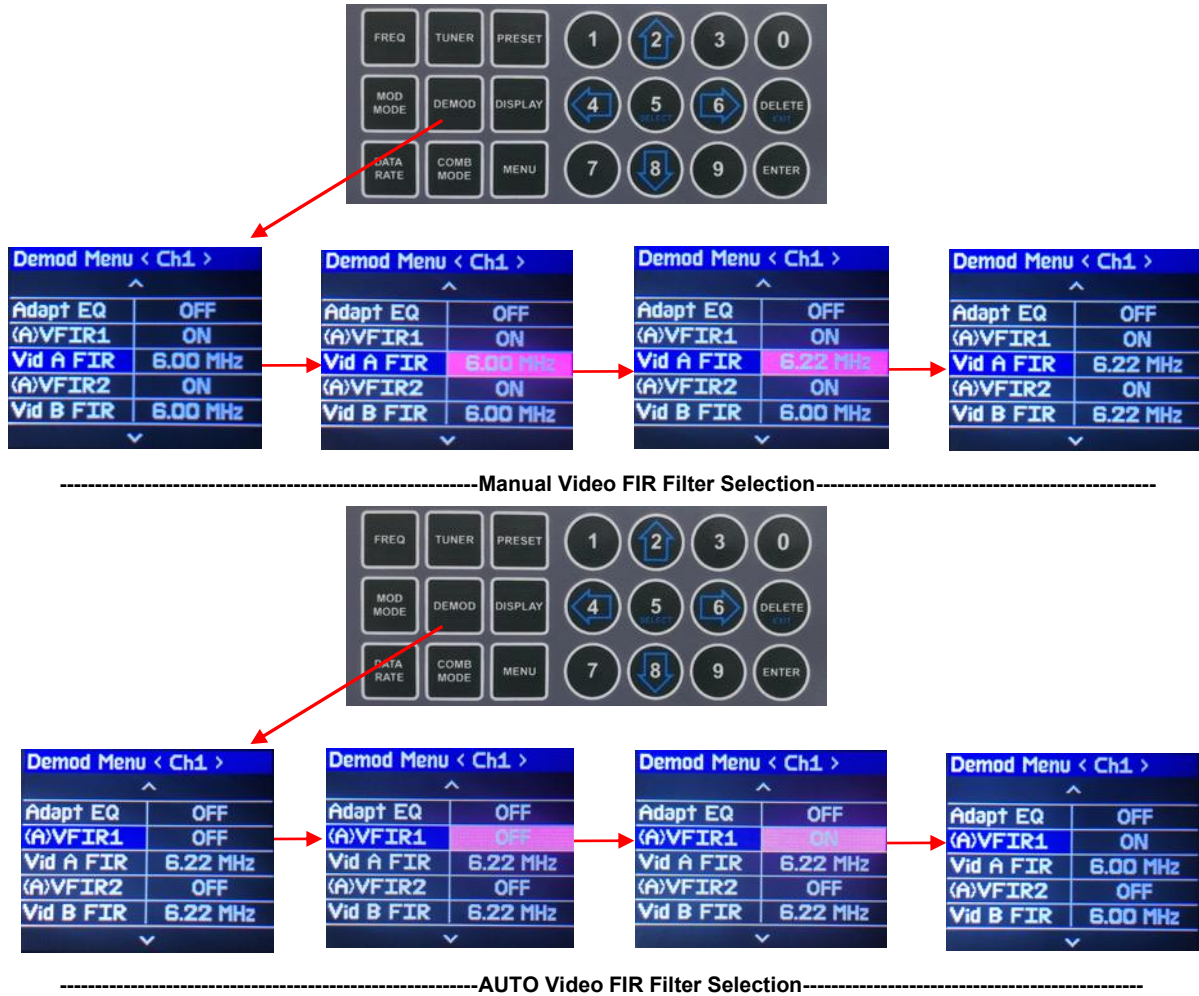 FREQ TUNER PRESET 1 2 3 0
MOD MODE DEMOD DISPLAY 4 5 SELECT 6 DELETE EXIT
DATA RATE COMB MODE MENU 7 8 9 ENTER
Demod Menu < Ch1 >
Adapt EQ OFF
(A)VFIR1 ON
Vid A FIR 6.00 MHz
(A)VFIR2 ON
Vid B FIR 6.00 MHz
Demod Menu < Ch1 >
Adapt EQ OFF
(A)VFIR1 ON
Vid A FIR 6.00 MHz
(A)VFIR2 ON
Vid B FIR 6.00 MHz
Demod Menu < Ch1 >
Adapt EQ OFF
(A)VFIR1 ON
Vid A FIR 6.22 MHz
(A)VFIR2 ON
Vid B FIR 6.00 MHz
Demod Menu < Ch1 >
Adapt EQ OFF
(A)VFIR1 ON
Vid A FIR 6.22 MHz
(A)VFIR2 ON
Vid B FIR 6.22 MHz
Manual Video FIR Filter Selection
FREQ TUNER PRESET 1 2 3 0
MOD MODE DEMOD DISPLAY 4 5 SELECT 6 DELETE EXIT
DATA RATE COMB MODE MENU 7 8 9 ENTER
Demod Menu < Ch1 >
Adapt EQ OFF
(A)VFIR1 OFF
Vid A FIR 6.22 MHz
(A)VFIR2 OFF
Vid B FIR 6.22 MHz
Demod Menu < Ch1 >
Adapt EQ OFF
(A)VFIR1 OFF
Vid A FIR 6.22 MHz
(A)VFIR2 OFF
Vid B FIR 6.22 MHz
Demod Menu < Ch1 >
Adapt EQ OFF
(A)VFIR1 ON
Vid A FIR 6.22 MHz
(A)VFIR2 OFF
Vid B FIR 6.22 MHz
Demod Menu < Ch1 >
Adapt EQ OFF
(A)VFIR1 ON
Vid A FIR 6.00 MHz
(A)VFIR2 OFF
Vid B FIR 6.00 MHz
AUTO Video FIR Filter Selection